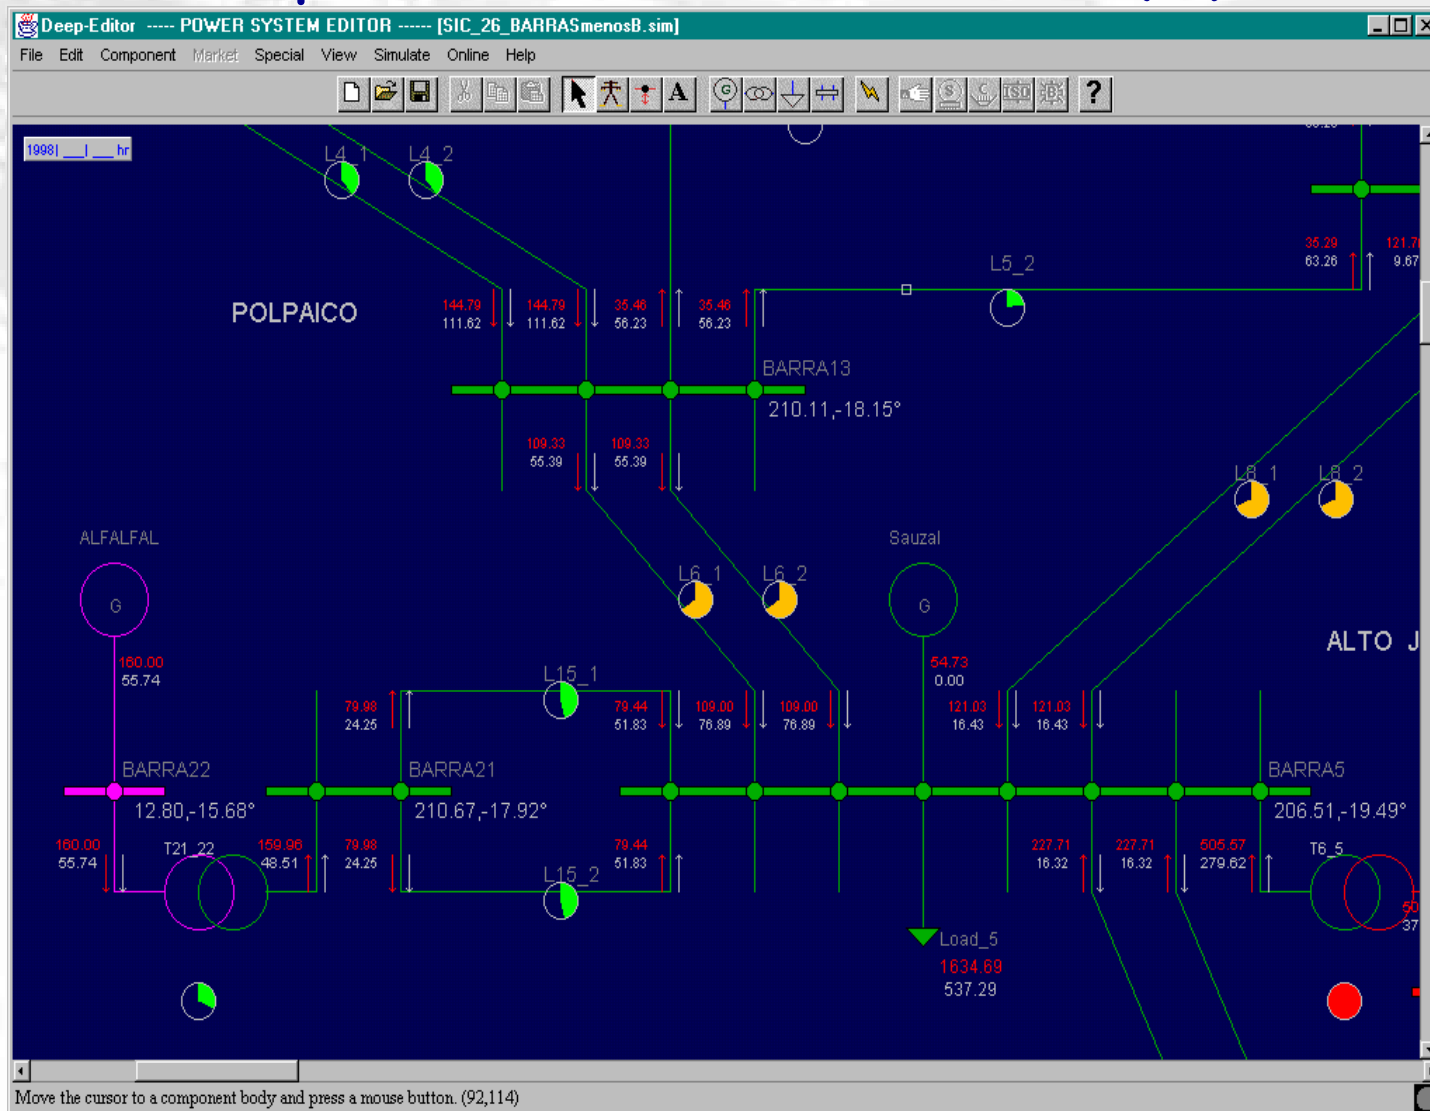 Deep-Editor ----- POWER SYSTEM EDITOR ------ [SIC_26_BARRASmenosB.sim]
File Edit Component Market Special View Simulate Online Help
A G S C ISO B ?
1998| ___|___ hr
L4_1 L4_2
L5_2
35.29 121.7
63.26 9.67
POLPAICO
144.79 144.79 35.46 35.46
111.62 111.62 56.23 56.23
BARRA13
210.11,-18.15°
109.33 109.33
55.39 55.39
L8_1 L8_2
ALFALFAL Sauzal
L6_1 L6_2
G G
ALTO J
160.00 54.73
55.74 0.00
L15_1
79.98 79.44 109.00 109.00 121.03 121.03
24.25 51.83 76.89 76.89 16.43 16.43
BARRA22 BARRA21 BARRA5
12.80,-15.68° 210.67,-17.92° 206.51,-19.49°
160.00 T21_22 159.96 79.98 79.44 227.71 227.71 505.57 T6_5
55.74 48.51 24.25 51.83 16.32 16.32 279.62
L15_2
50
37
Load_5
1634.69
537.29
Move the cursor to a component body and press a mouse button. (92,114)